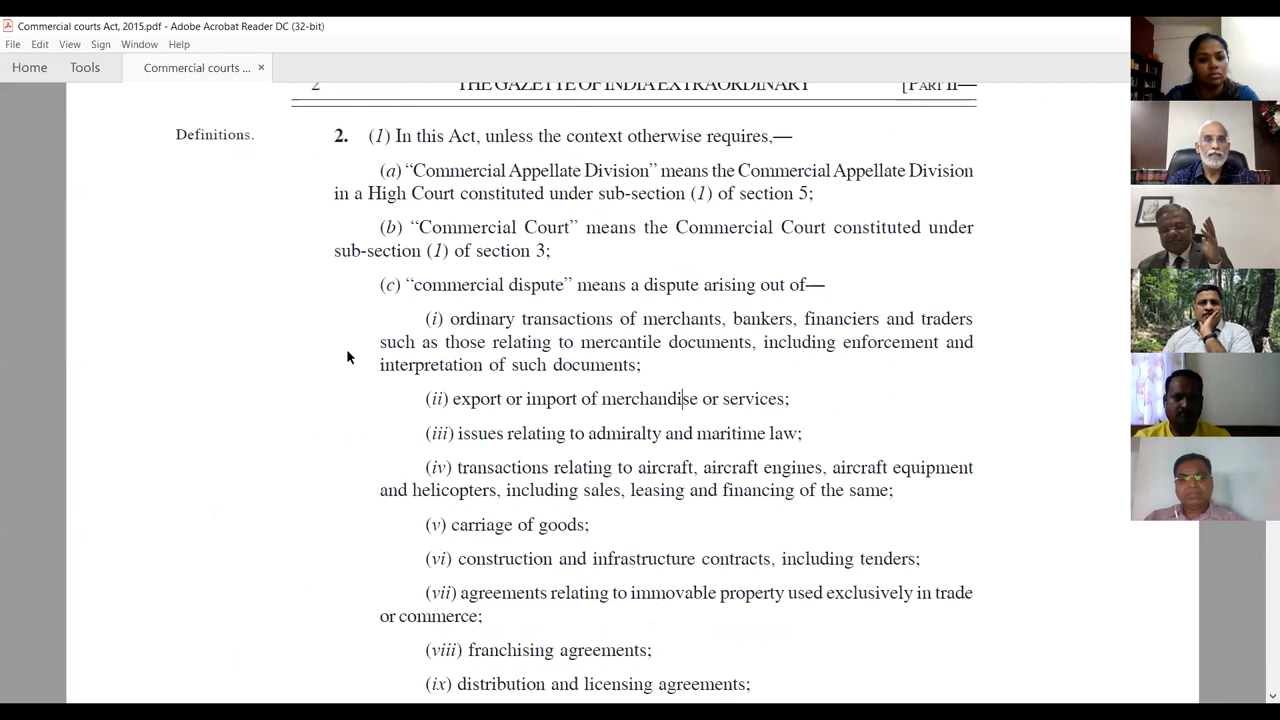 Commercial courts Act, 2015.pdf - Adobe Acrobat Reader DC (32-bit)
File Edit View Sign Window Help
Home Tools Commercial courts ... ×
2 THE GAZETTE OF INDIA EXTRAORDINARY [PART II—
Definitions. 2. (1) In this Act, unless the context otherwise requires,—
(a) “Commercial Appellate Division” means the Commercial Appellate Division
in a High Court constituted under sub-section (1) of section 5;
(b) “Commercial Court” means the Commercial Court constituted under
sub-section (1) of section 3;
(c) “commercial dispute” means a dispute arising out of—
(i) ordinary transactions of merchants, bankers, financiers and traders
such as those relating to mercantile documents, including enforcement and
interpretation of such documents;
(ii) export or import of merchandise or services;
(iii) issues relating to admiralty and maritime law;
(iv) transactions relating to aircraft, aircraft engines, aircraft equipment
and helicopters, including sales, leasing and financing of the same;
(v) carriage of goods;
(vi) construction and infrastructure contracts, including tenders;
(vii) agreements relating to immovable property used exclusively in trade
or commerce;
(viii) franchising agreements;
(ix) distribution and licensing agreements;